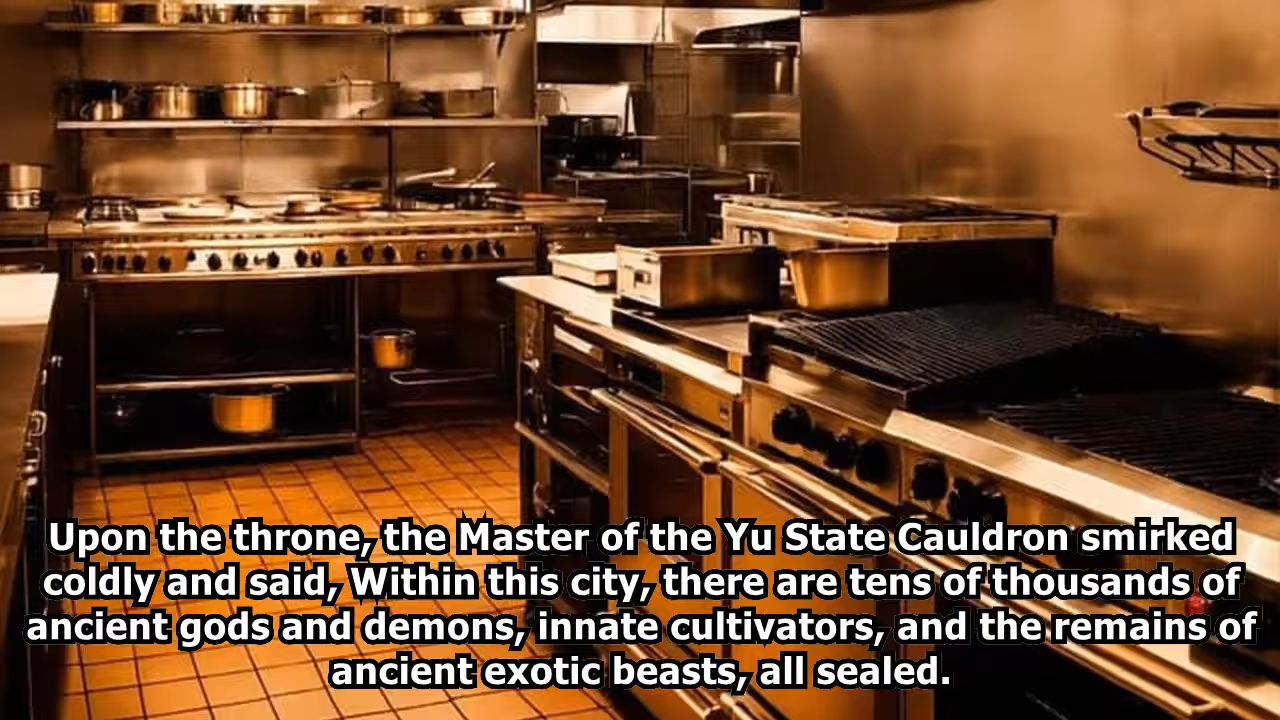 Upon the throne, the Master of the Yu State Cauldron smirked
coldly and said, Within this city, there are tens of thousands of
ancient gods and demons, innate cultivators, and the remains of
ancient exotic beasts, all sealed.